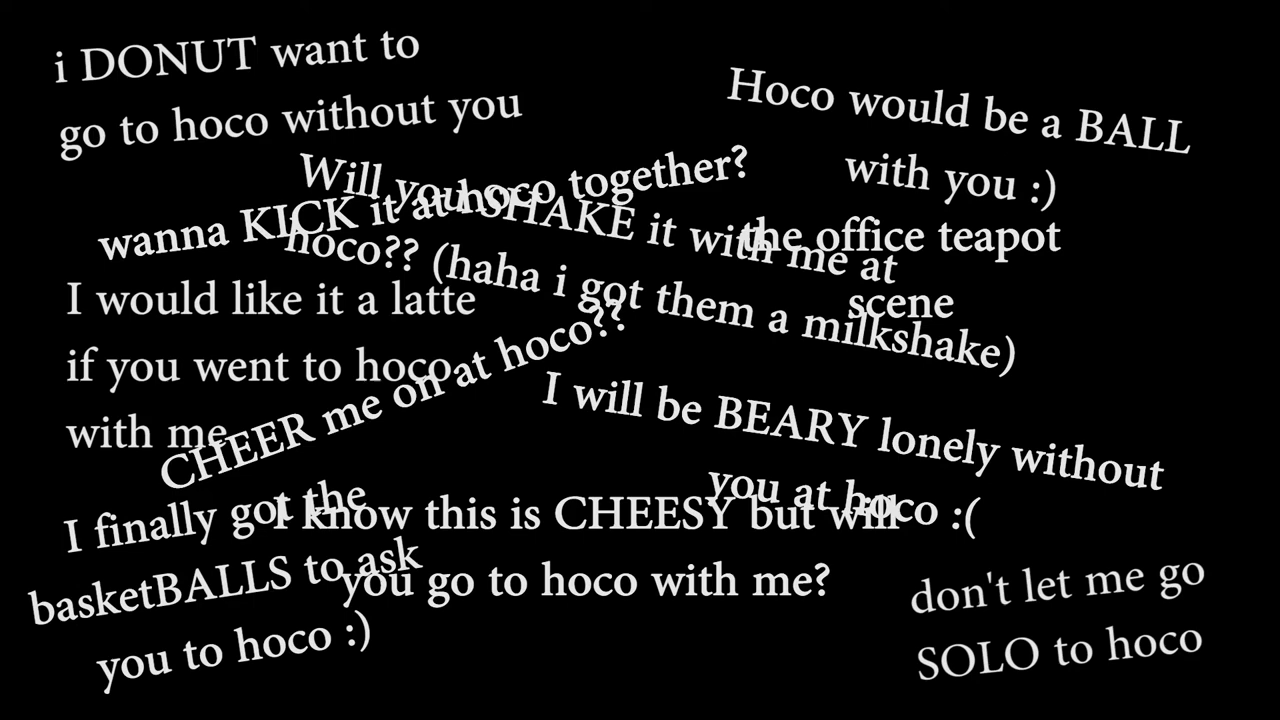 i DONUT want to
go to hoco without you
Hoco would be a BALL
with you :)
wanna KICK it at hoco together?
Will you SHAKE it with me at
hoco?? (haha i got them a milkshake)
the office teapot
scene
I would like it a latte
if you went to hoco
with me
CHEER me on at hoco??
I will be BEARY lonely without
you at hoco :(
I finally got the
basketBALLS to ask
you to hoco :)
I know this is CHEESY but will
you go to hoco with me?
don't let me go
SOLO to hoco